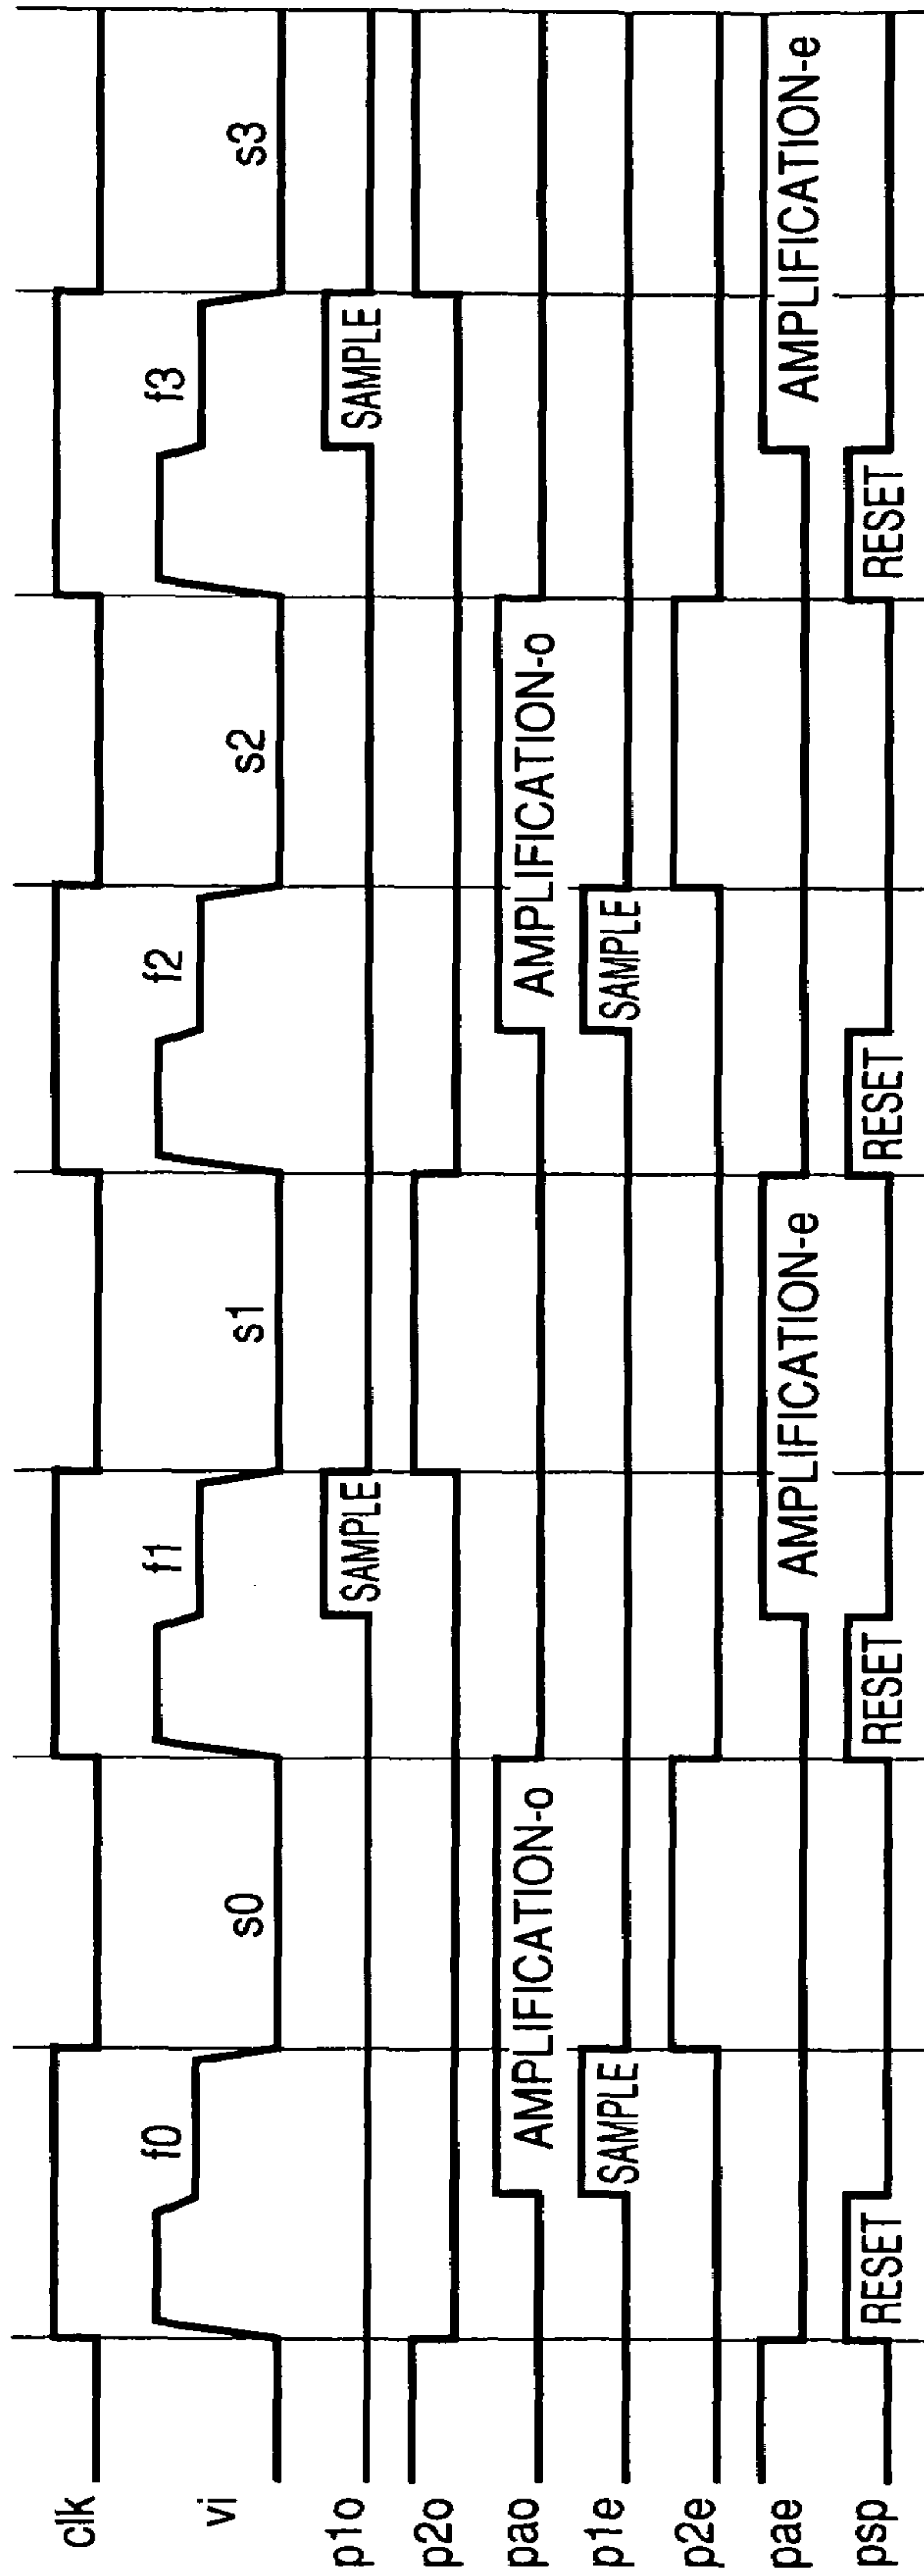 clk
vi f0 s0 f1 s1 f2 s2 f3 s3
p1o SAMPLE SAMPLE
p2o
pao AMPLIFICATION-o AMPLIFICATION-o
p1e SAMPLE SAMPLE
p2e
pae AMPLIFICATION-e AMPLIFICATION-e
psp RESET RESET RESET RESET